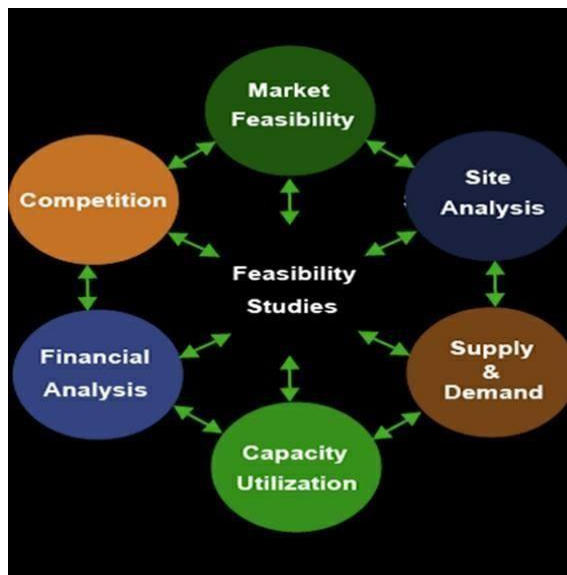 Market
Feasibility
Competition
Site
Analysis
Feasibility
Studies
Financial
Analysis
Supply
&
Demand
Capacity
Utilization